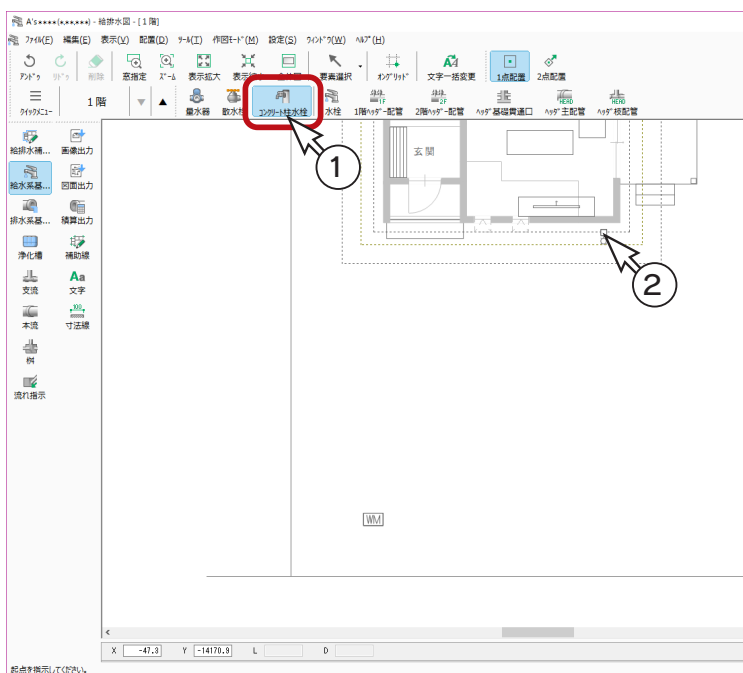 A's****(*,**,***) - 給排水図 - [1 階]
ファイル(F) 編集(E) 表示(V) 配置(D) ツール(T) 作図モード(M) 設定(S) ウィンドウ(W) ヘルプ(H)
アンドゥ リドゥ 削除 窓指定 ズーム 表示拡大 要素選択 オングリッド 文字一括変更 1点配置 2点配置
クイックメニュー 1 階 ▼ ▲ 量水器 コンクリート柱水栓 水栓 1階ヘッダー配管 2階ヘッダー配管 ヘッダ基礎貫通口 ヘッダ主配管 ヘッダ枝配管
給排水補... 画像出力
給水系基... 図面出力
排水系基... 積算出力
浄化槽 補助線
支流 文字
本流 寸法線
桝
流れ指示
玄関
1
2
WM
X -47.3 Y -14170.9 L D
起点を指示してください。